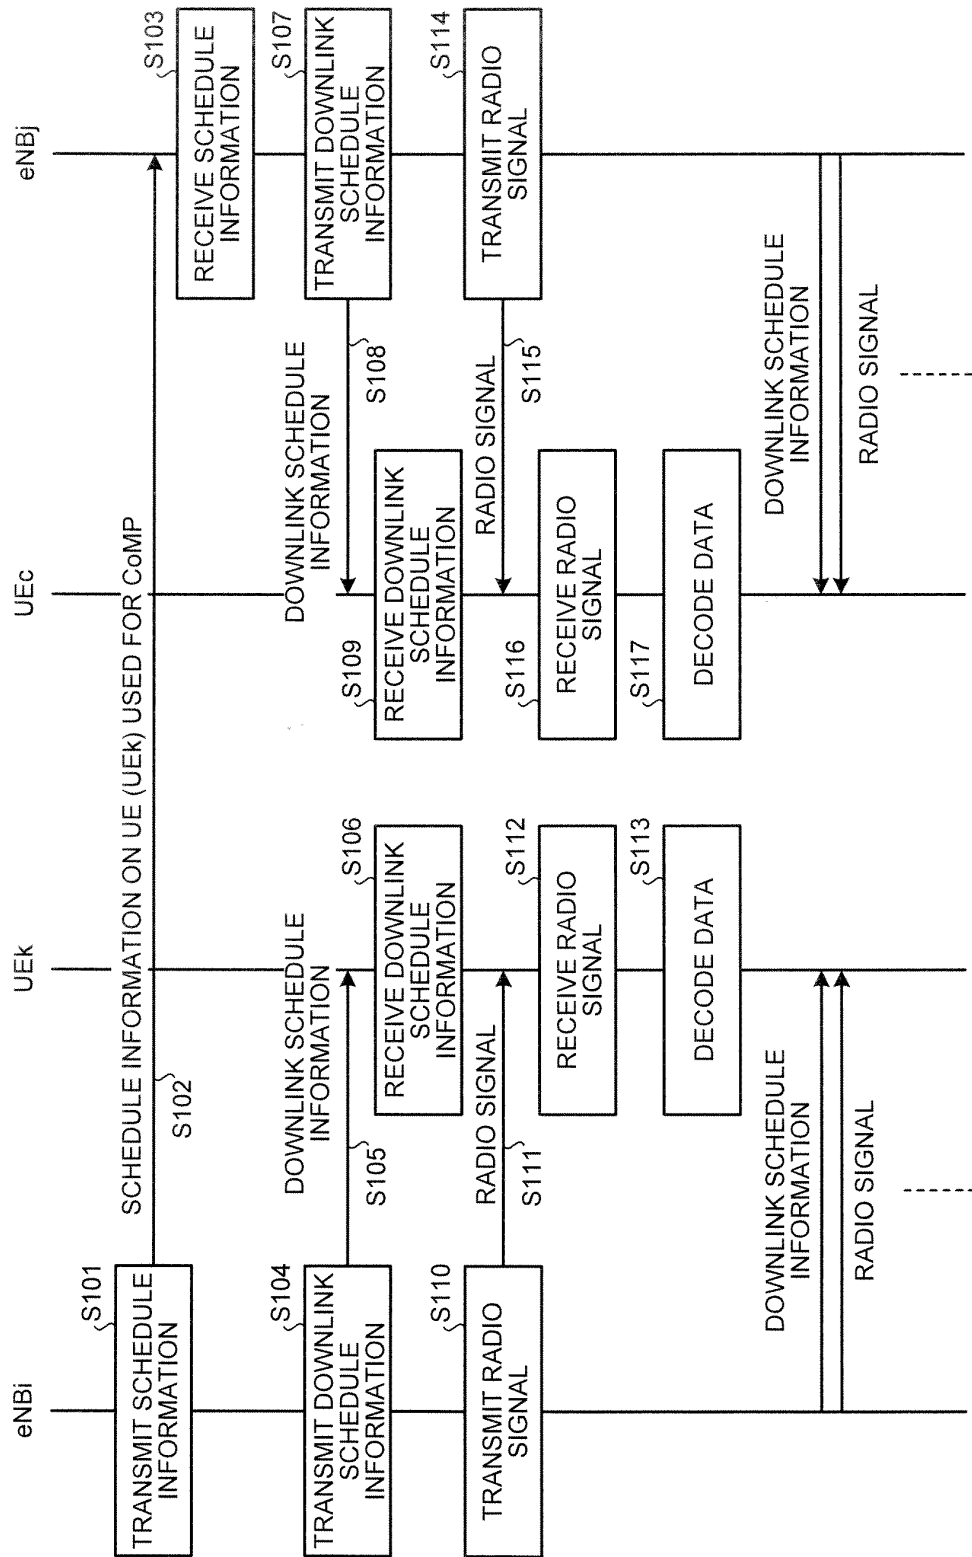 eNBi
UEk
UEc
eNBj
S101
TRANSMIT SCHEDULE
INFORMATION
SCHEDULE INFORMATION ON UE (UEk) USED FOR CoMP
S102
S103
RECEIVE SCHEDULE
INFORMATION
S104
TRANSMIT DOWNLINK
SCHEDULE
INFORMATION
DOWNLINK SCHEDULE
INFORMATION
S105
S106
RECEIVE DOWNLINK
SCHEDULE
INFORMATION
S107
TRANSMIT DOWNLINK
SCHEDULE
INFORMATION
DOWNLINK SCHEDULE
INFORMATION
S108
S109
RECEIVE DOWNLINK
SCHEDULE
INFORMATION
S110
TRANSMIT RADIO
SIGNAL
RADIO SIGNAL
S111
S112
RECEIVE RADIO
SIGNAL
S113
DECODE DATA
S114
TRANSMIT RADIO
SIGNAL
RADIO SIGNAL
S115
S116
RECEIVE RADIO
SIGNAL
S117
DECODE DATA
DOWNLINK SCHEDULE
INFORMATION
RADIO SIGNAL
DOWNLINK SCHEDULE
INFORMATION
RADIO SIGNAL